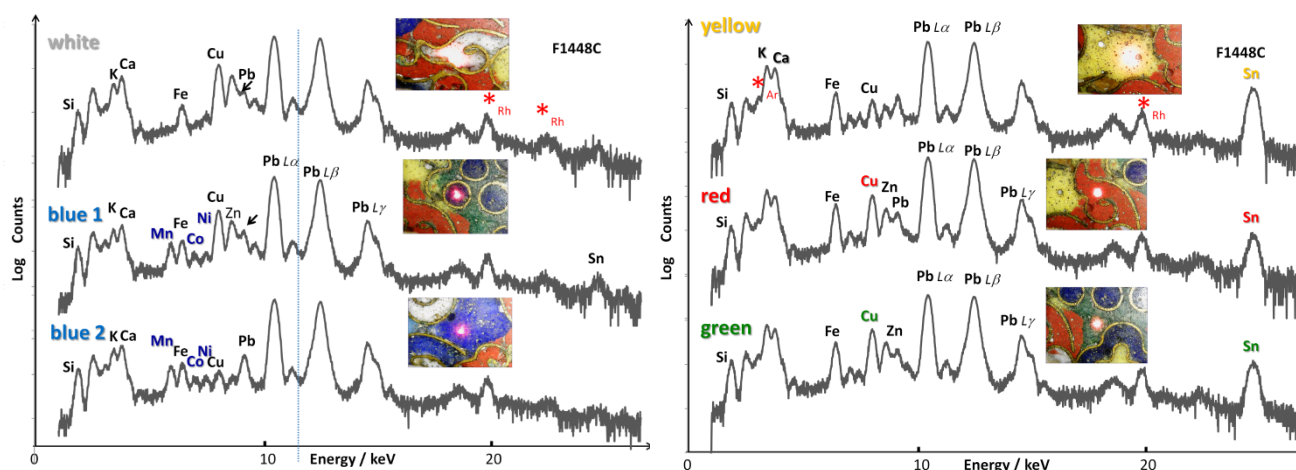 white
F1448C
Si
K
Ca
Fe
Cu
Pb
* Rh
* Rh
Pb Lα
Pb Lβ
blue 1
Si
K
Ca
Mn
Fe
Co
Ni
Cu
Zn
Pb Lγ
Sn
blue 2
Si
K
Ca
Mn
Fe
Co
Ni
Cu
Pb
Log Counts
0
10
Energy / keV
20
yellow
F1448C
Si
* Ar
K
Ca
Fe
Cu
Pb Lα
Pb Lβ
* Rh
Sn
red
Si
Fe
Cu
Zn
Pb
Pb Lα
Pb Lβ
Pb Lγ
Sn
green
Si
Fe
Cu
Zn
Pb Lα
Pb Lβ
Pb Lγ
Sn
Log Counts
0
10
Energy / keV
20